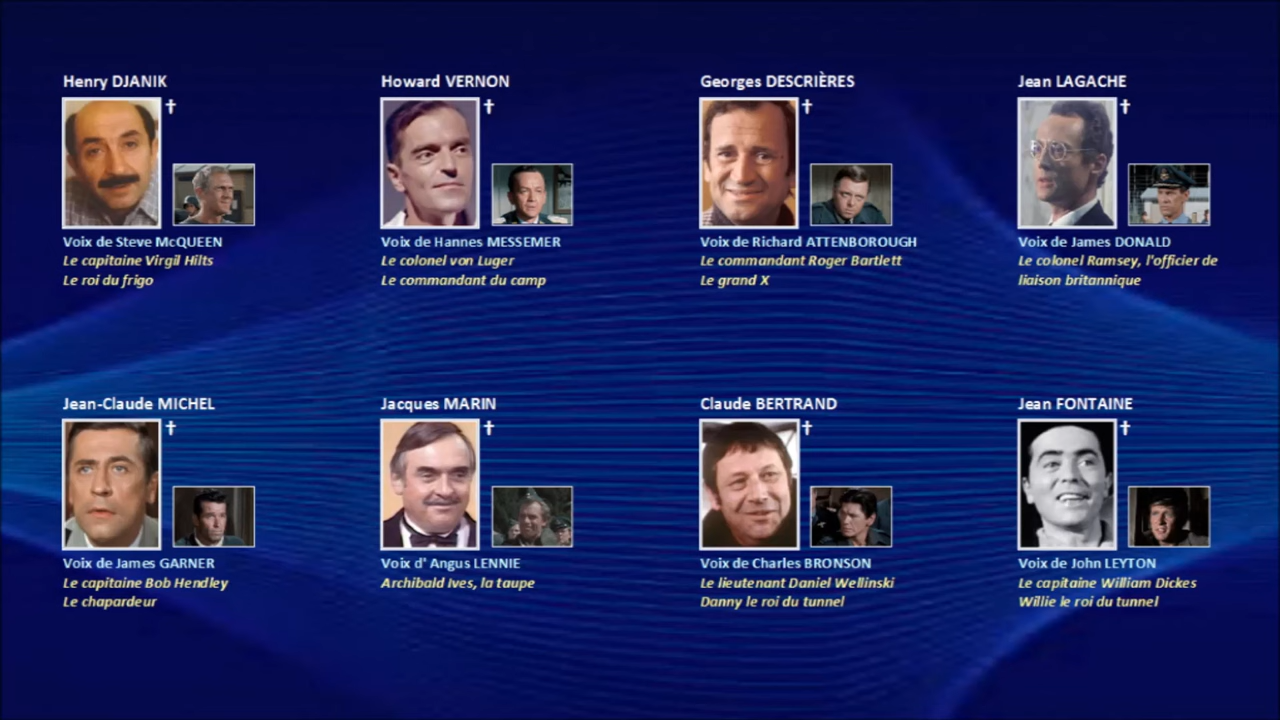 Henry DJANIK
†
Voix de Steve McQUEEN
Le capitaine Virgil Hilts
Le roi du frigo
Howard VERNON
†
Voix de Hannes MESSEMER
Le colonel von Luger
Le commandant du camp
Georges DESCRIÈRES
†
Voix de Richard ATTENBOROUGH
Le commandant Roger Bartlett
Le grand X
Jean LAGACHE
†
Voix de James DONALD
Le colonel Ramsey, l'officier de
liaison britannique
Jean-Claude MICHEL
†
Voix de James GARNER
Le capitaine Bob Hendley
Le chapardeur
Jacques MARIN
†
Voix d' Angus LENNIE
Archibald Ives, la taupe
Claude BERTRAND
†
Voix de Charles BRONSON
Le lieutenant Daniel Wellinski
Danny le roi du tunnel
Jean FONTAINE
†
Voix de John LEYTON
Le capitaine William Dickes
Willie le roi du tunnel